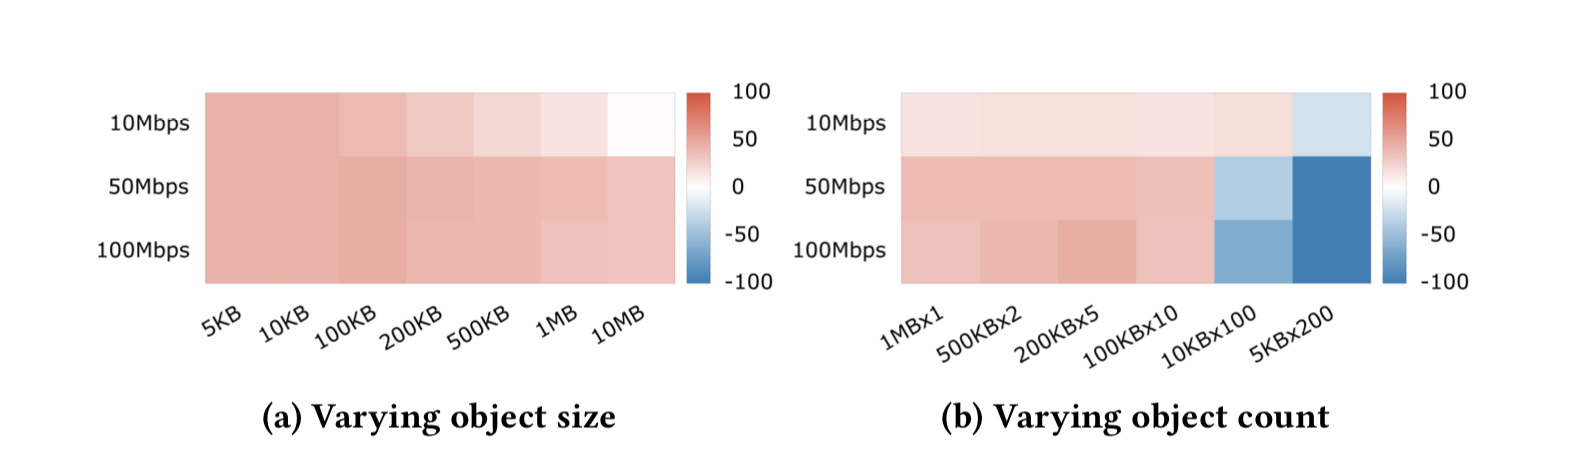 10Mbps
50Mbps
100Mbps
5KB
10KB
100KB
200KB
500KB
1MB
10MB
100
50
0
-50
-100
(a) Varying object size
10Mbps
50Mbps
100Mbps
1MBx1
500KBx2
200KBx5
100KBx10
10KBx100
5KBx200
100
50
0
-50
-100
(b) Varying object count